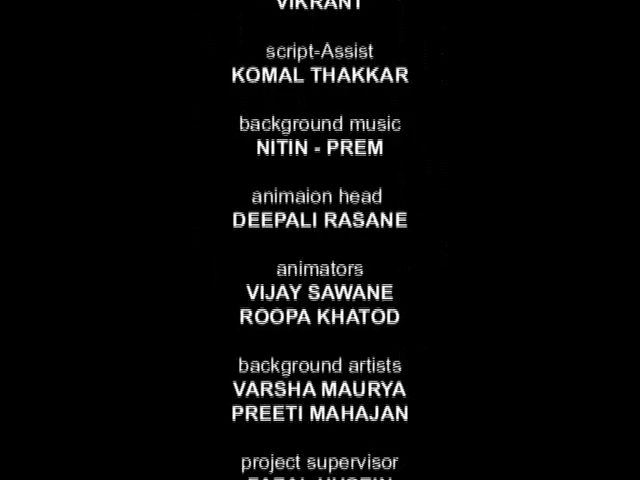 VIKRANT
script-Assist
KOMAL THAKKAR
background music
NITIN - PREM
animaion head
DEEPALI RASANE
animators
VIJAY SAWANE
ROOPA KHATOD
background artists
VARSHA MAURYA
PREETI MAHAJAN
project supervisor